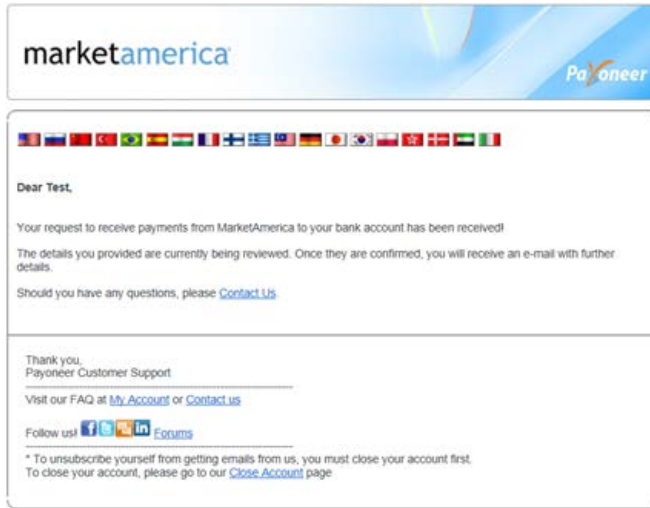 marketamerica
Payoneer
Dear Test,
Your request to receive payments from MarketAmerica to your bank account has been received!
The details you provided are currently being reviewed. Once they are confirmed, you will receive an e-mail with further
details.
Should you have any questions, please Contact Us.
Thank you,
Payoneer Customer Support
Visit our FAQ at My Account or Contact us
Follow us! Forums
* To unsubscribe yourself from getting emails from us, you must close your account first.
To close your account, please go to our Close Account page